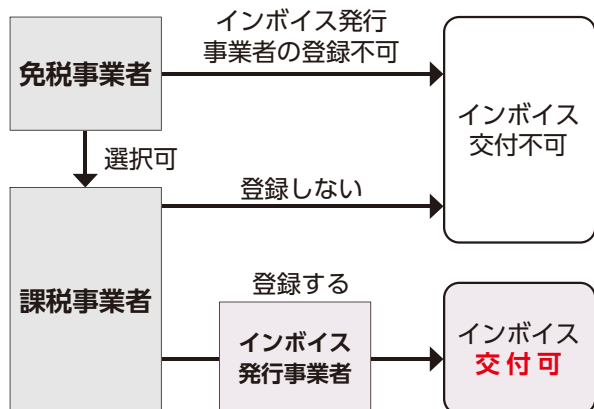 インボイス発行
事業者の登録不可
免税事業者
インボイス
交付不可
選択可
登録しない
課税事業者
登録する
インボイス
発行事業者
インボイス
交付可